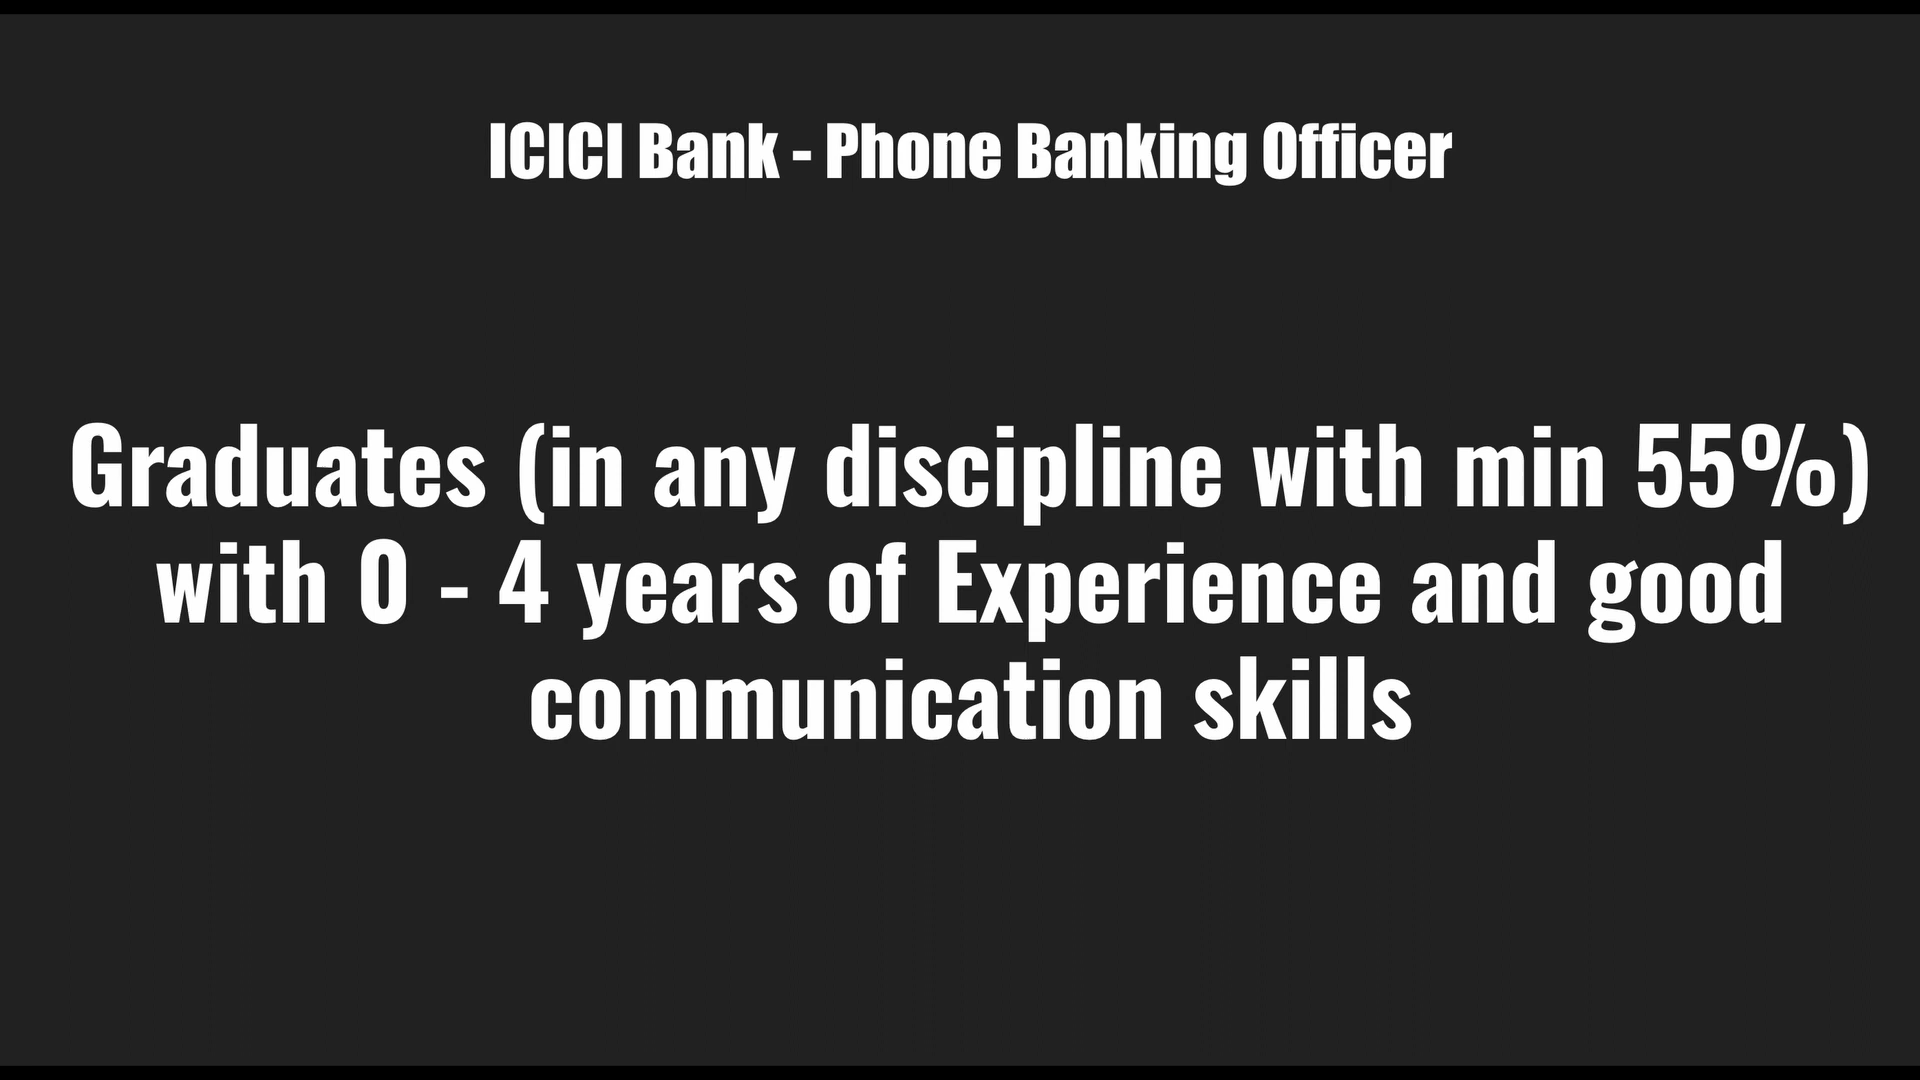 ICICI Bank - Phone Banking Officer
Graduates (in any discipline with min 55%)
with 0 - 4 years of Experience and good
communication skills